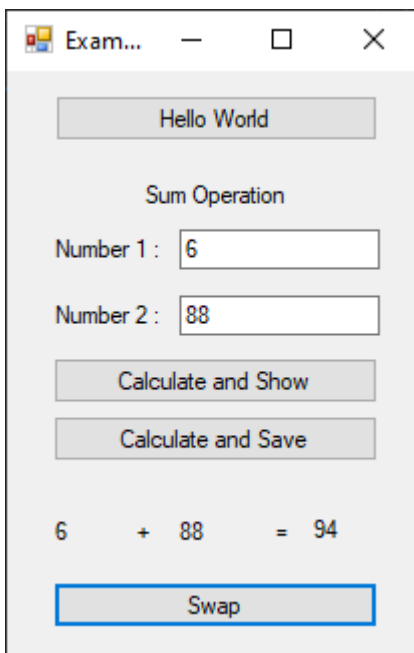 Exam...
Hello World
Sum Operation
Number 1 : 6
Number 2 : 88
Calculate and Show
Calculate and Save
6 + 88 = 94
Swap